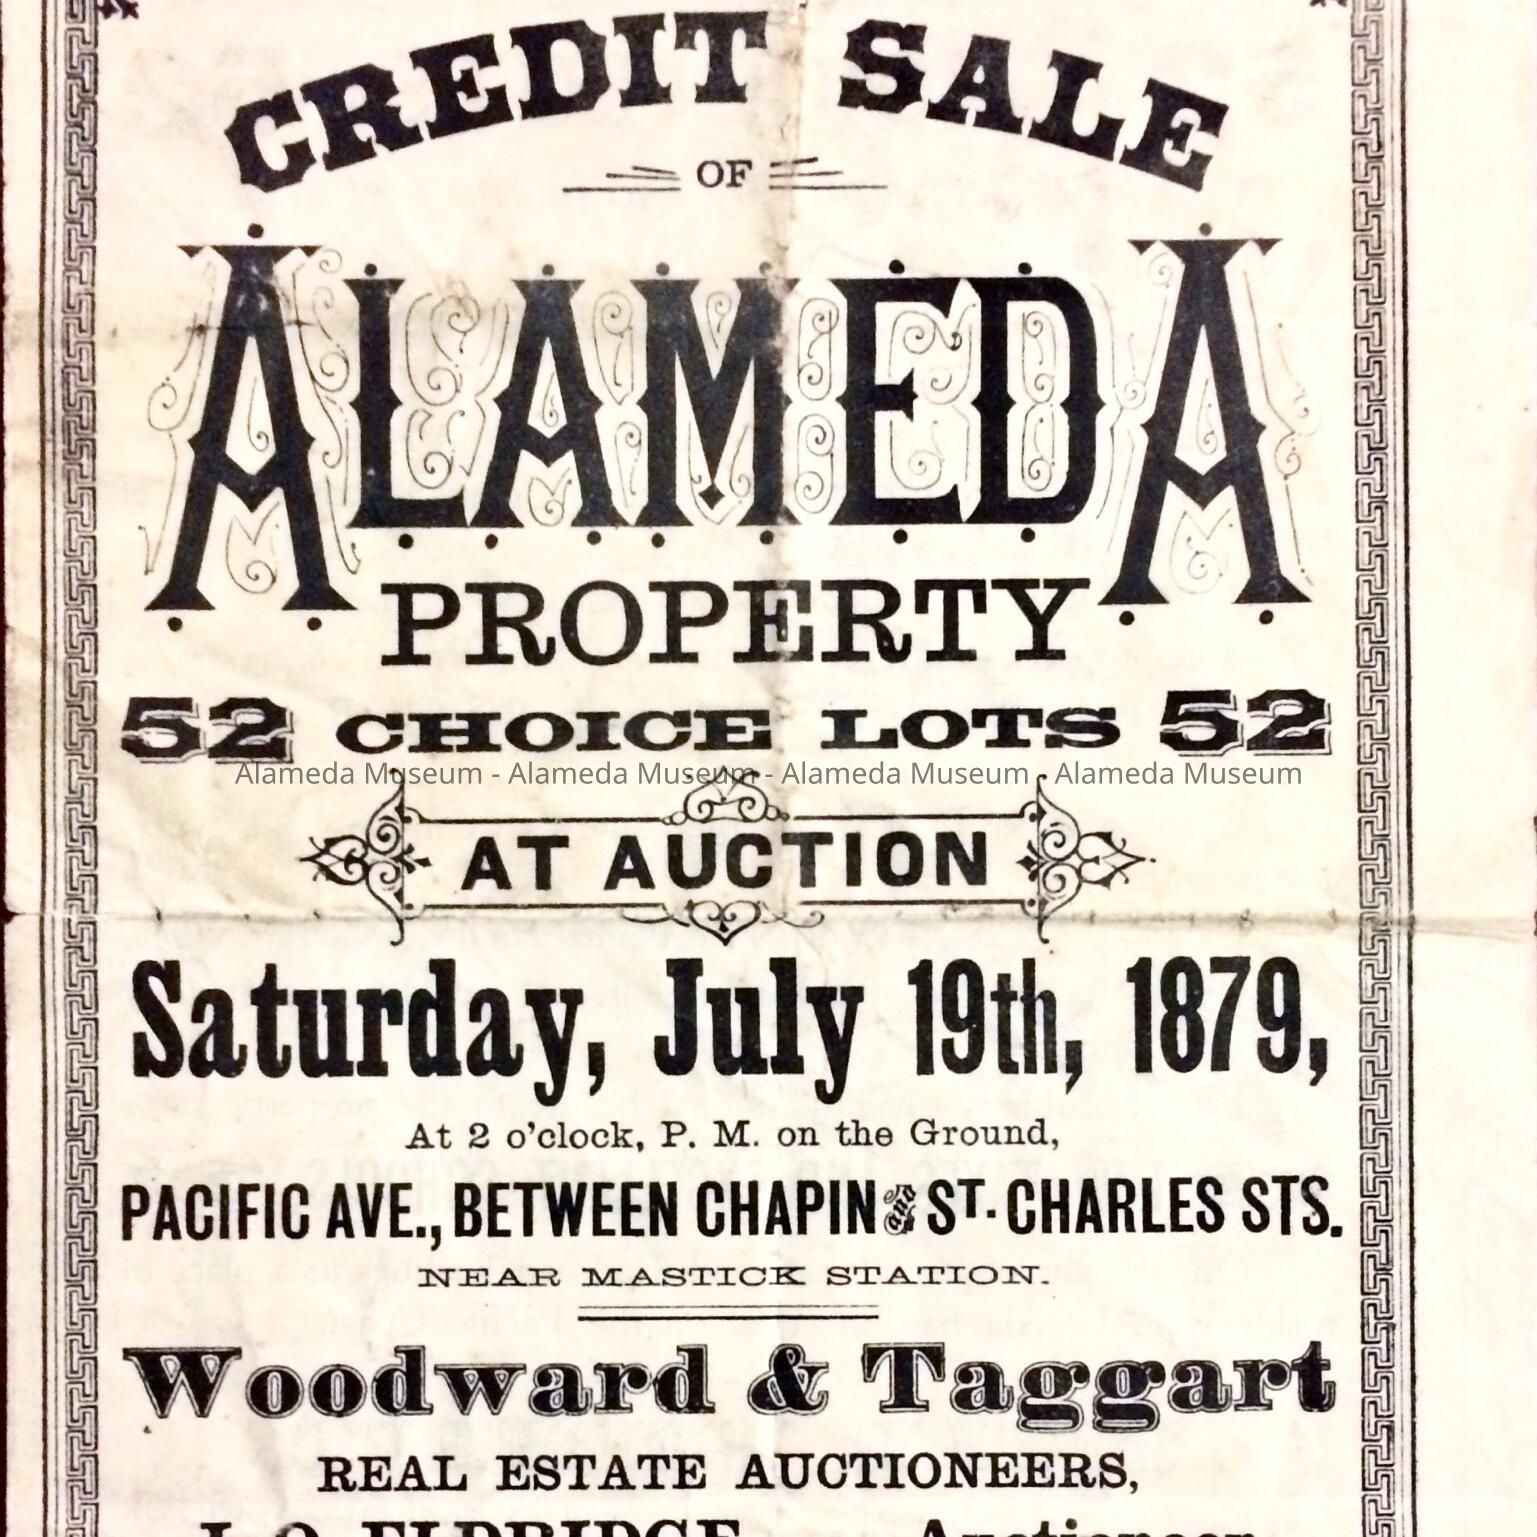 CREDIT SALE
OF
ALAMEDA
PROPERTY
52 CHOICE LOTS 52
Alameda Museum - Alameda Museum - Alameda Museum - Alameda Museum
AT AUCTION
Saturday, July 19th, 1879,
At 2 o'clock, P. M. on the Ground,
PACIFIC AVE., BETWEEN CHAPIN and ST. CHARLES STS.
NEAR MASTICK STATION.
Woodward & Taggart
REAL ESTATE AUCTIONEERS,
J. O. ELDRIDGE, Auctioneer.